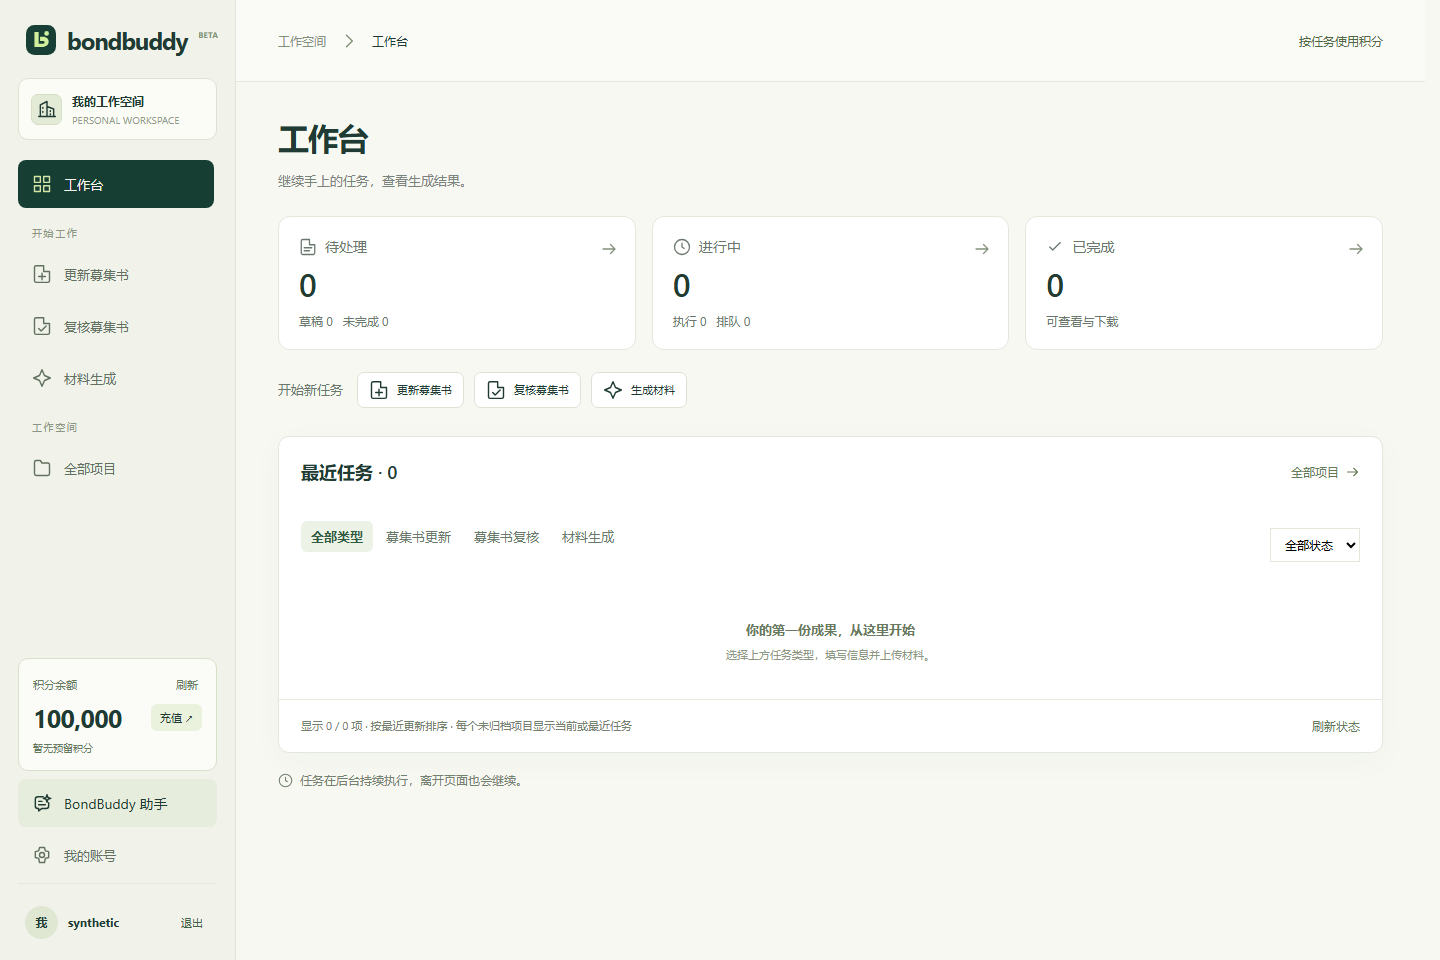 bondbuddy BETA
我的工作空间
PERSONAL WORKSPACE
工作台
开始工作
更新募集书
复核募集书
材料生成
工作空间
全部项目
积分余额 刷新
100,000 充值 ↗
暂无预留积分
BondBuddy 助手
我的账号
我 synthetic 退出
工作空间 工作台 按任务使用积分
工作台
继续手上的任务，查看生成结果。
待处理
0
草稿 0 未完成 0
进行中
0
执行 0 排队 0
已完成
0
可查看与下载
开始新任务 更新募集书 复核募集书 生成材料
最近任务 · 0 全部项目
全部类型 募集书更新 募集书复核 材料生成 全部状态
你的第一份成果，从这里开始
选择上方任务类型，填写信息并上传材料。
显示 0 / 0 项 · 按最近更新排序 · 每个未归档项目显示当前或最近任务 刷新状态
任务在后台持续执行，离开页面也会继续。